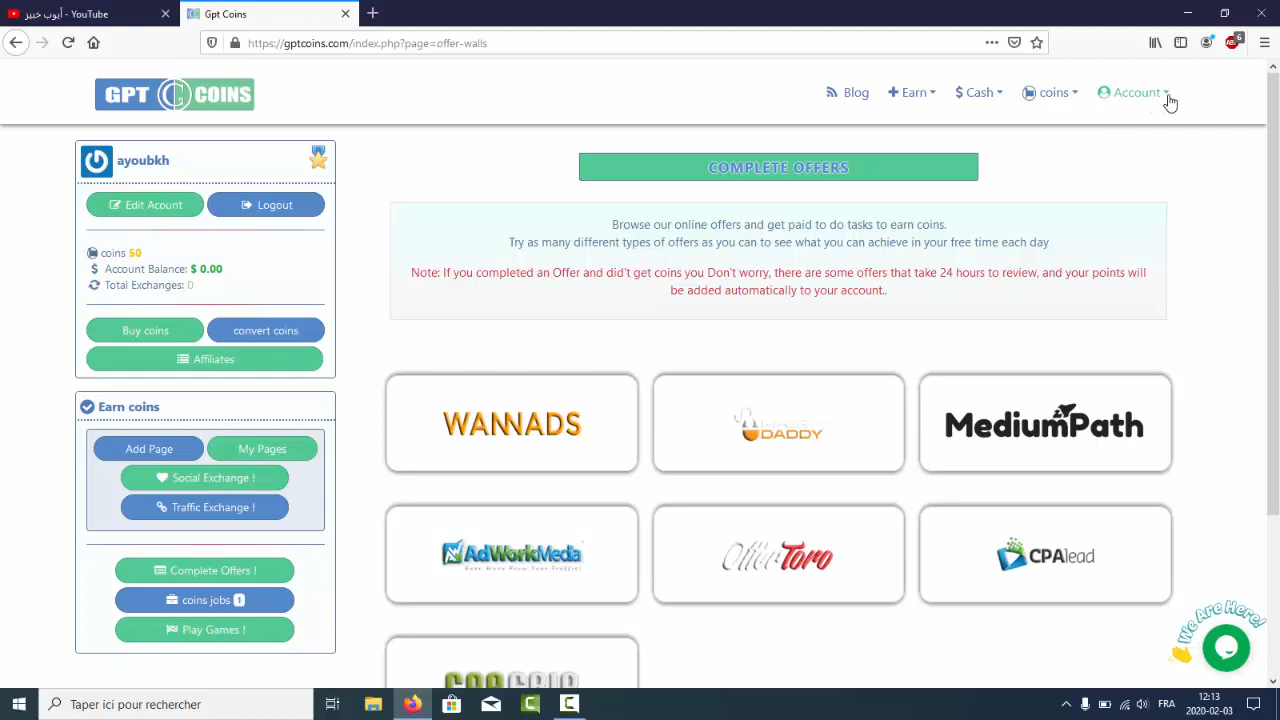 أيوب خبير - YouTube
Gpt Coins
https://gptcoins.com/index.php?page=offer-walls
6
GPT COINS
Blog
Earn
Cash
coins
Account
ayoubkh
Edit Acount
Logout
coins 50
Account Balance: $ 0.00
Total Exchanges: 0
Buy coins
convert coins
Affiliates
Earn coins
Add Page
My Pages
Social Exchange !
Traffic Exchange !
Complete Offers !
coins jobs 1
Play Games !
COMPLETE OFFERS
Browse our online offers and get paid to do tasks to earn coins.
Try as many different types of offers as you can to see what you can achieve in your free time each day
Note: If you completed an Offer and did't get coins you Don't worry, there are some offers that take 24 hours to review, and your points will
be added automatically to your account..
WANNADS
DADDY
MediumPath
AdWorkMedia
OfferToro
CPAlead
We Are Here!
Taper ici pour rechercher
FRA
12:13
2020-02-03